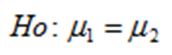 Ho: μ₁ = μ₂